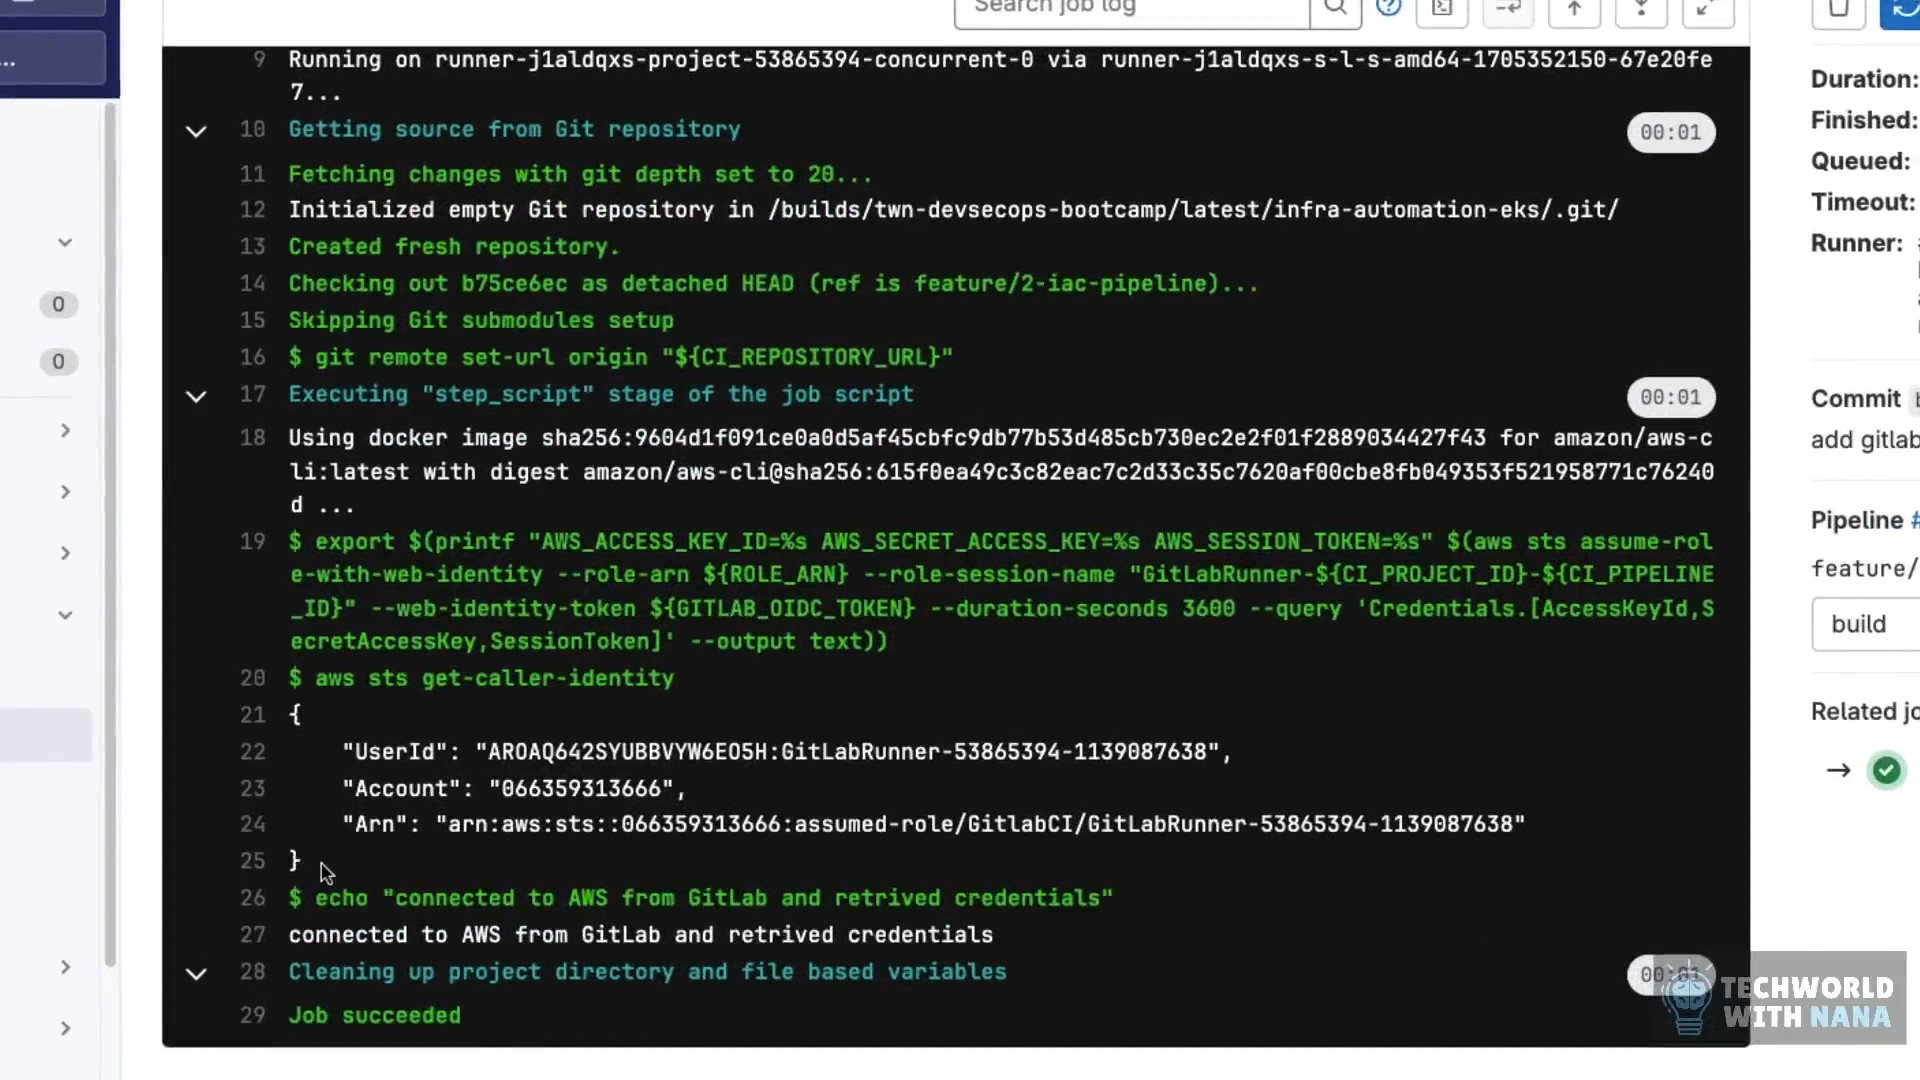 Search job log
...
9 Running on runner-j1aldqxs-project-53865394-concurrent-0 via runner-j1aldqxs-s-l-s-amd64-1705352150-67e20fe
7...
10 Getting source from Git repository 00:01
11 Fetching changes with git depth set to 20...
12 Initialized empty Git repository in /builds/twn-devsecops-bootcamp/latest/infra-automation-eks/.git/
13 Created fresh repository.
14 Checking out b75ce6ec as detached HEAD (ref is feature/2-iac-pipeline)...
15 Skipping Git submodules setup
16 $ git remote set-url origin "${CI_REPOSITORY_URL}"
17 Executing "step_script" stage of the job script 00:01
18 Using docker image sha256:9604d1f091ce0a0d5af45cbfc9db77b53d485cb730ec2e2f01f2889034427f43 for amazon/aws-c
li:latest with digest amazon/aws-cli@sha256:615f0ea49c3c82eac7c2d33c35c7620af00cbe8fb049353f521958771c76240
d ...
19 $ export $(printf "AWS_ACCESS_KEY_ID=%s AWS_SECRET_ACCESS_KEY=%s AWS_SESSION_TOKEN=%s" $(aws sts assume-rol
e-with-web-identity --role-arn ${ROLE_ARN} --role-session-name "GitLabRunner-${CI_PROJECT_ID}-${CI_PIPELINE
_ID}" --web-identity-token ${GITLAB_OIDC_TOKEN} --duration-seconds 3600 --query 'Credentials.[AccessKeyId,S
ecretAccessKey,SessionToken]' --output text))
20 $ aws sts get-caller-identity
21 {
22 "UserId": "AROAQ642SYUBBVYW6EO5H:GitLabRunner-53865394-1139087638",
23 "Account": "066359313666",
24 "Arn": "arn:aws:sts::066359313666:assumed-role/GitlabCI/GitLabRunner-53865394-1139087638"
25 }
26 $ echo "connected to AWS from GitLab and retrived credentials"
27 connected to AWS from GitLab and retrived credentials
28 Cleaning up project directory and file based variables 00:01
29 Job succeeded
0
0
Duration:
Finished:
Queued:
Timeout:
Runner:
Commit
add gitlab
Pipeline #
feature/
build
Related jo
TECHWORLD
WITH NANA